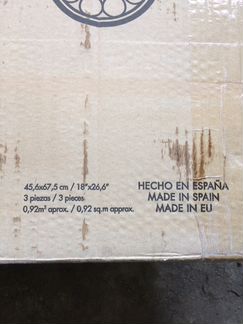 45,6x67,5 cm / 18"x26,6"
3 piezas / 3 pieces
0,92m² aprox. / 0,92 sq.m approx.
HECHO EN ESPAÑA
MADE IN SPAIN
MADE IN EU